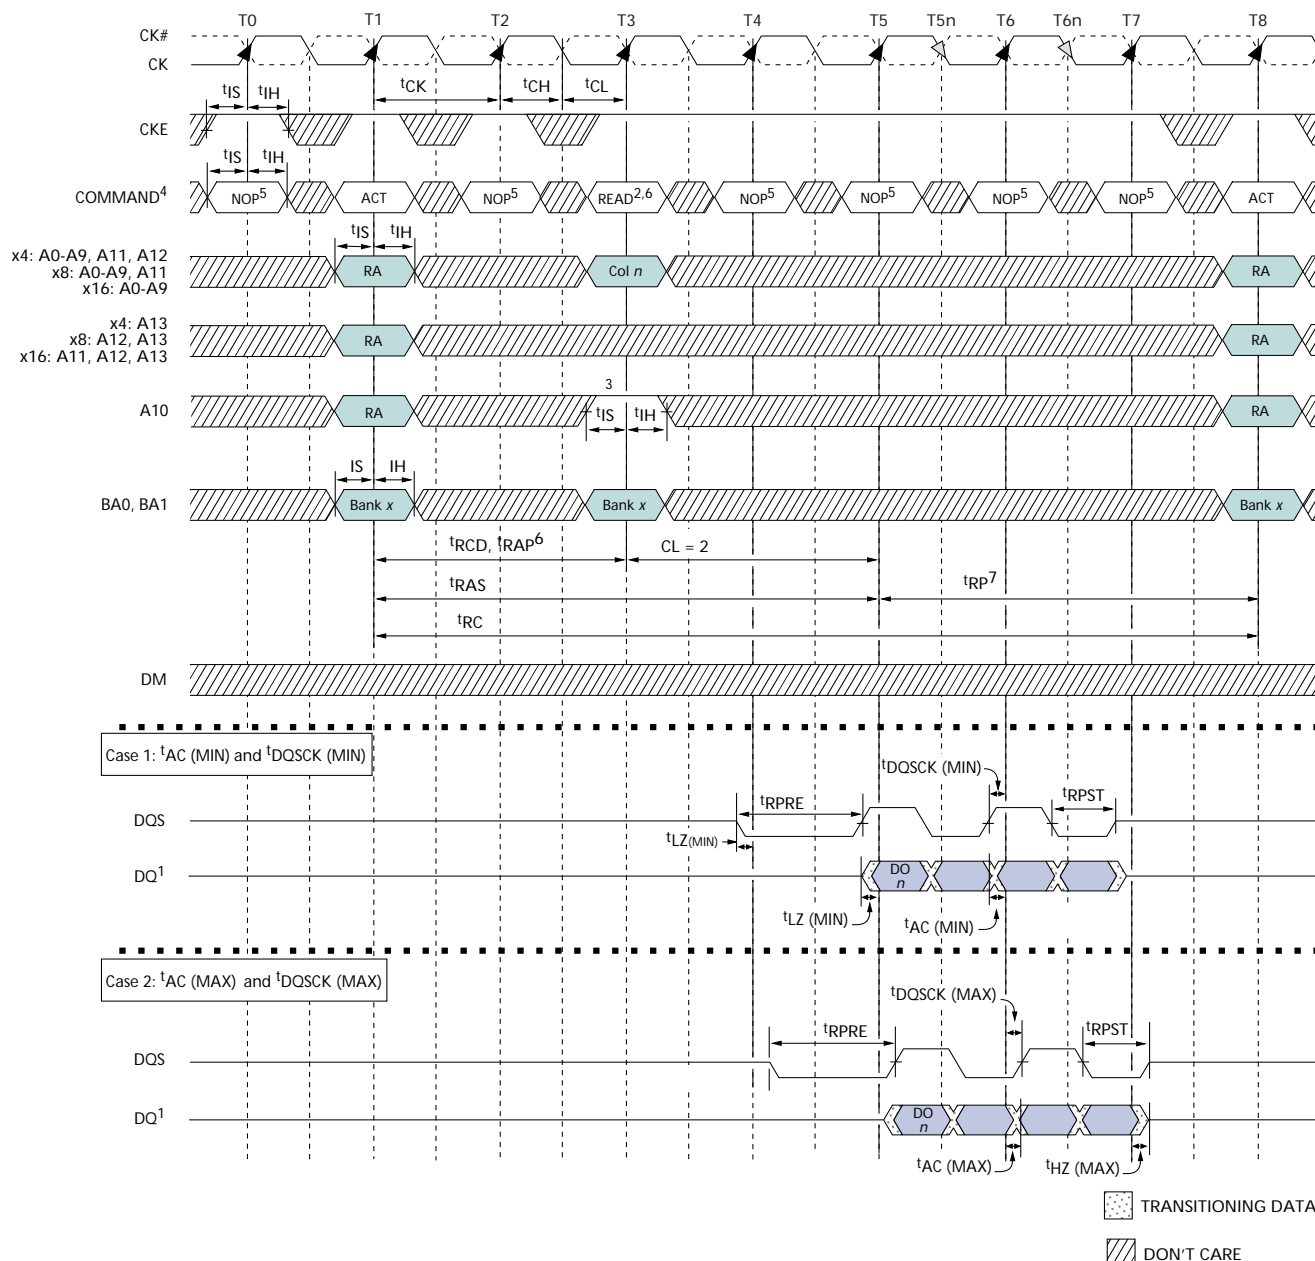 T0 T1 T2 T3 T4 T5 T5n T6 T6n T7 T8
CK#
CK
tCK tCH tCL
tIS tIH
CKE
tIS tIH
COMMAND4 NOP5 ACT NOP5 READ2,6 NOP5 NOP5 NOP5 NOP5 ACT
tIS tIH
x4: A0-A9, A11, A12
x8: A0-A9, A11
x16: A0-A9
RA Col n RA
x4: A13
x8: A12, A13
x16: A11, A12, A13
RA RA
3
A10 RA RA
tIS tIH
IS IH
BA0, BA1 Bank x Bank x Bank x
tRCD, tRAP6 CL = 2
tRAS tRP7
tRC
DM
Case 1: tAC (MIN) and tDQSCK (MIN)
tDQSCK (MIN)
tRPRE tRPST
DQS
tLZ(MIN)
DQ1 DO
n
tLZ (MIN) tAC (MIN)
Case 2: tAC (MAX) and tDQSCK (MAX)
tDQSCK (MAX)
tRPRE tRPST
DQS
DQ1 DO
n
tAC (MAX) tHZ (MAX)
TRANSITIONING DATA
DON'T CARE